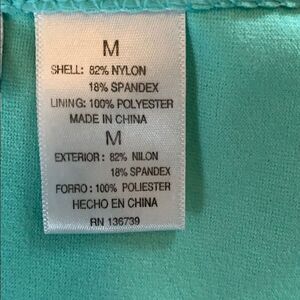 M
SHELL: 82% NYLON
18% SPANDEX
LINING: 100% POLYESTER
MADE IN CHINA
M
EXTERIOR: 82% NILON
18% SPANDEX
FORRO: 100% POLIESTER
HECHO EN CHINA
RN 136739